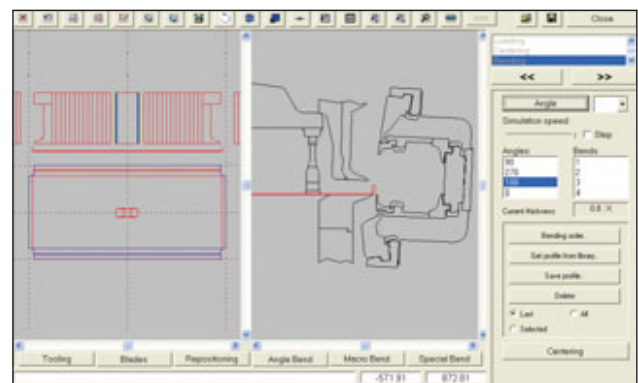 Close
Loading
Centering
Bending
<< >>
Angle
Simulation speed:
Step
Angles: Bends:
90 1
270 2
180 3
0 4
Current thickness: 0.8
Bending order..
Get profile from library..
Save profile..
Delete
Last All
Selected
Centering
Tooling Blades Repositioning Angle Bend Macro Bend Special Bend
-571.91 872.81